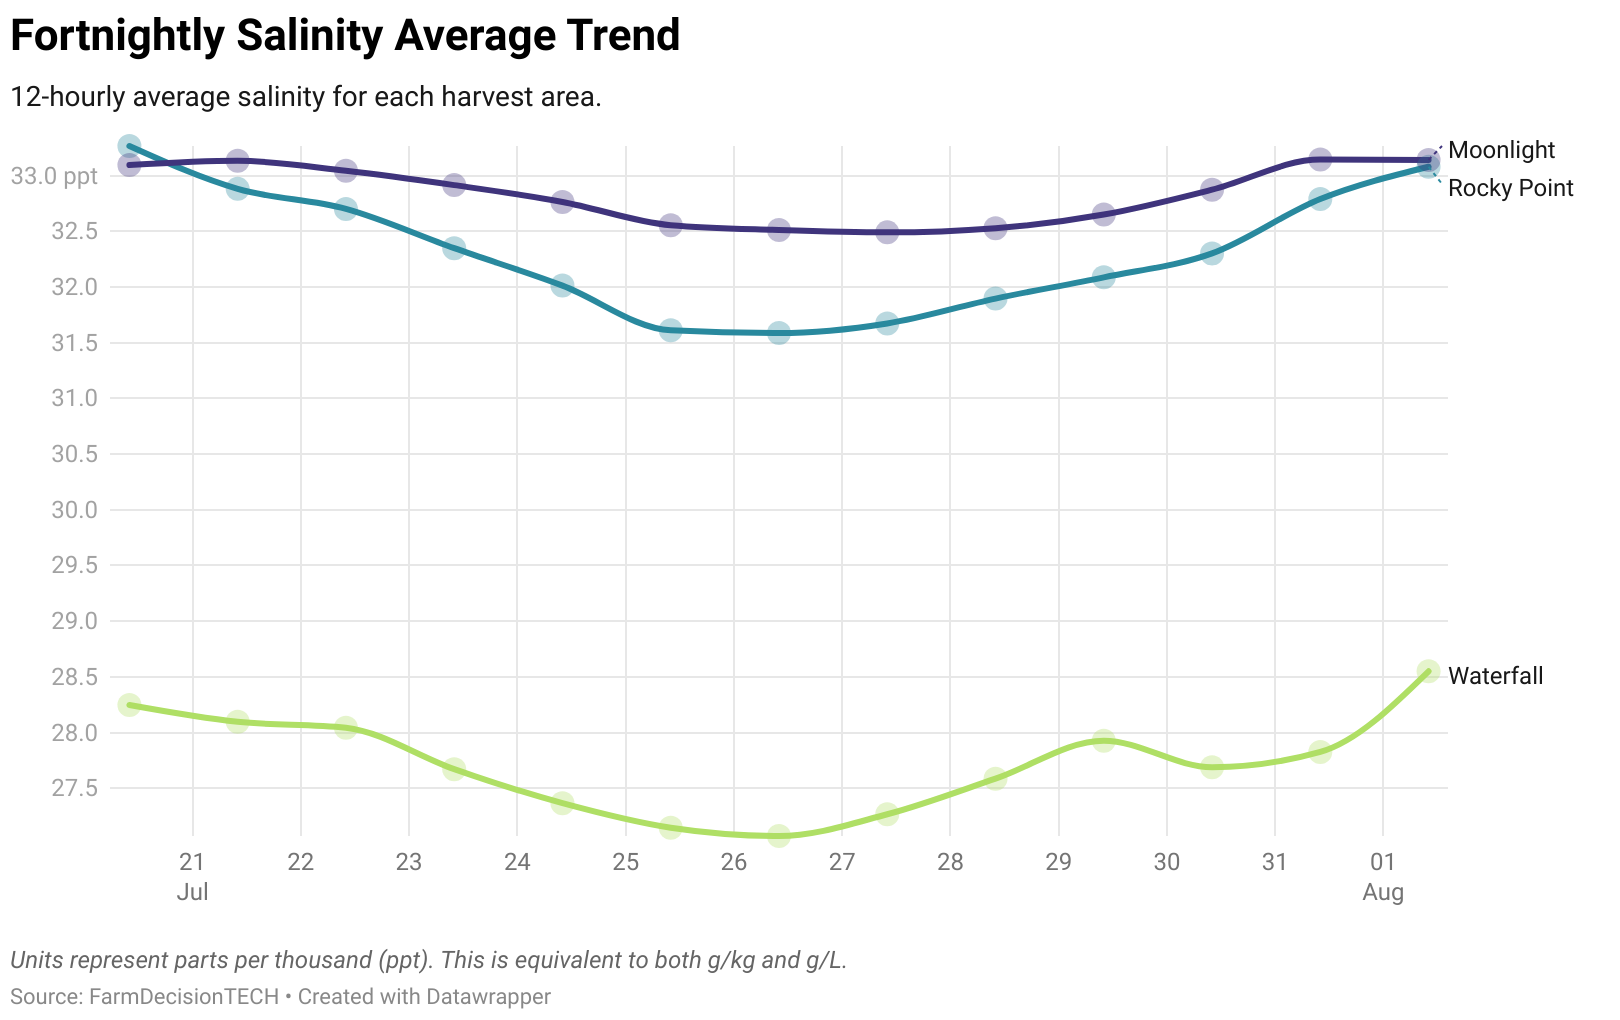 Fortnightly Salinity Average Trend
12-hourly average salinity for each harvest area.
Moonlight
33.0 ppt
Rocky Point
32.5
32.0
31.5
31.0
30.5
30.0
29.5
29.0
28.5
Waterfall
28.0
27.5
21 22 23 24 25 26 27 28 29 30 31 01
Jul Aug
Units represent parts per thousand (ppt). This is equivalent to both g/kg and g/L.
Source: FarmDecisionTECH • Created with Datawrapper